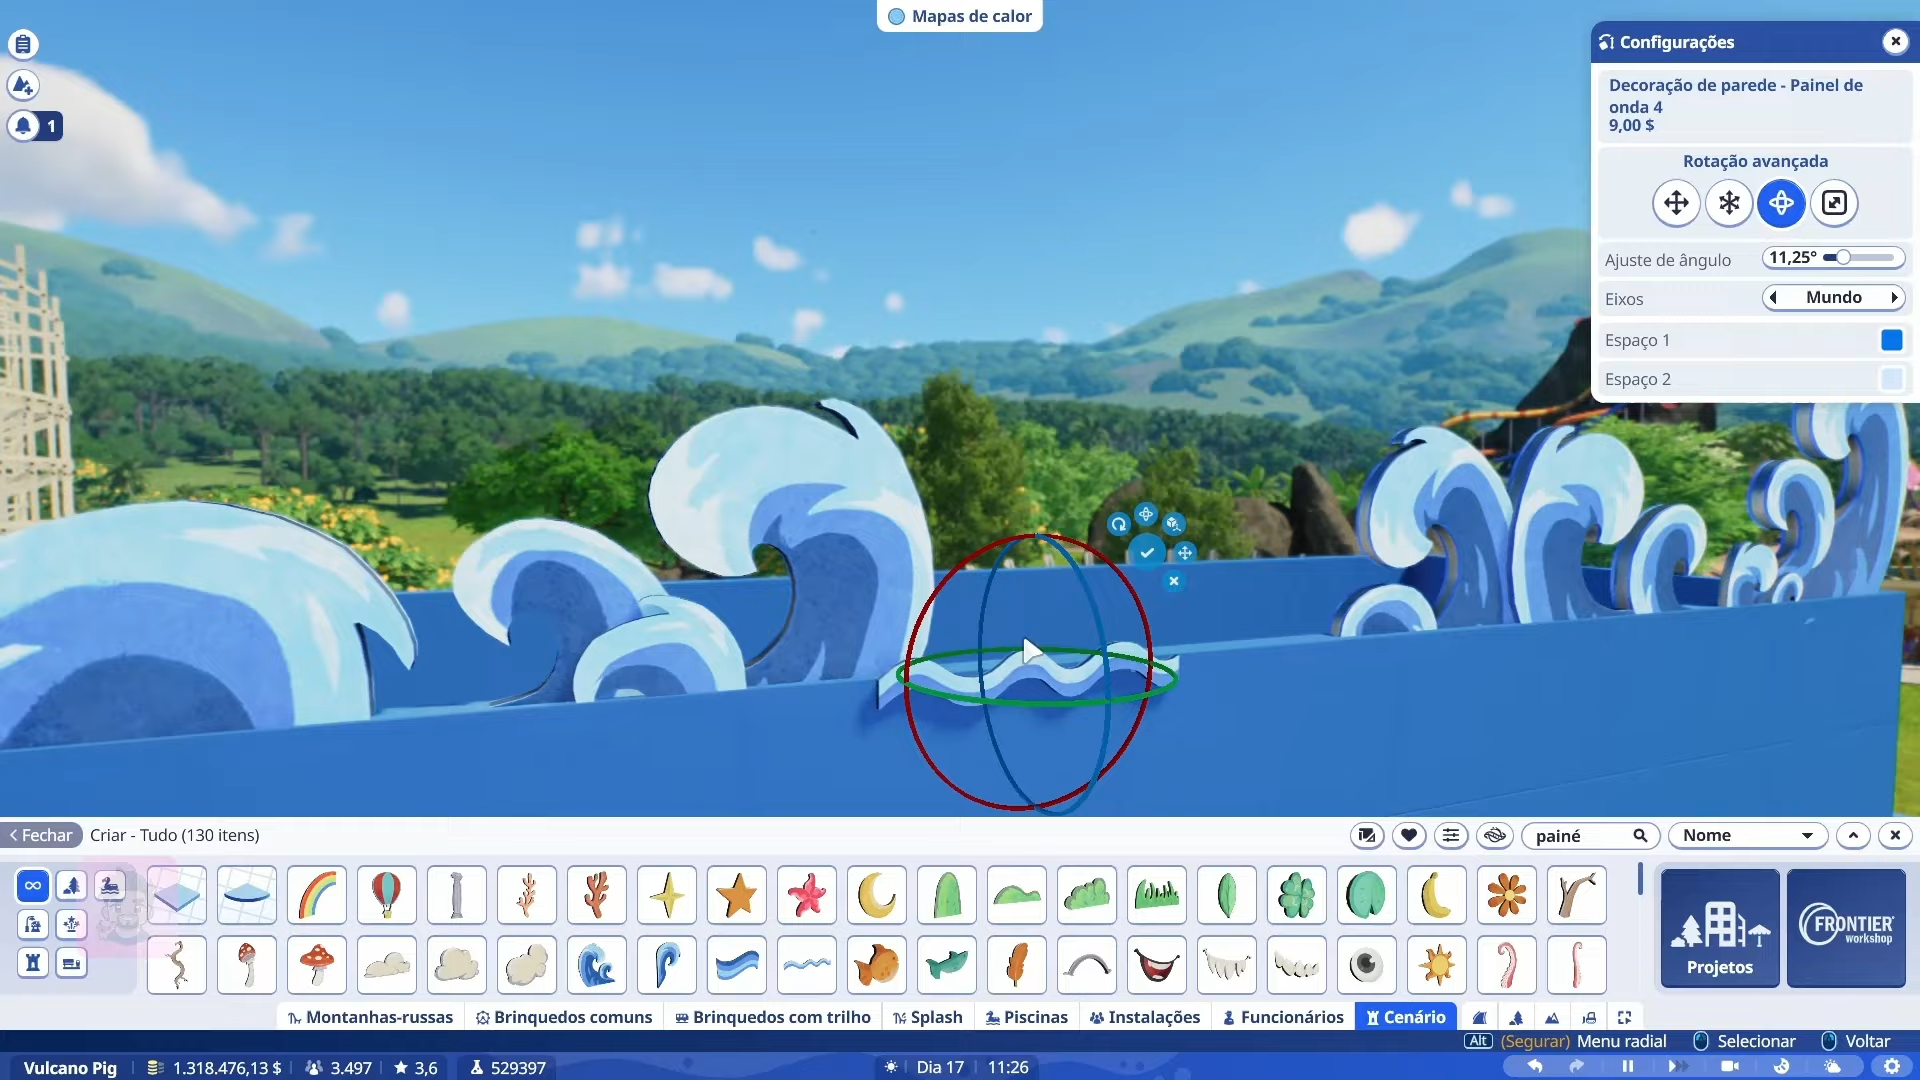 Mapas de calor
1
Configurações
Decoração de parede - Painel de
onda 4
9,00 $
Rotação avançada
Ajuste de ângulo 11,25°
Eixos Mundo
Espaço 1
Espaço 2
Fechar Criar - Tudo (130 itens)
painé Nome
Projetos
FRONTIER
workshop
Montanhas-russas Brinquedos comuns Brinquedos com trilho Splash Piscinas Instalações Funcionários Cenário
Alt (Segurar) Menu radial Selecionar Voltar
Vulcano Pig 1.318.476,13 $ 3.497 3,6 529397 Dia 17 11:26